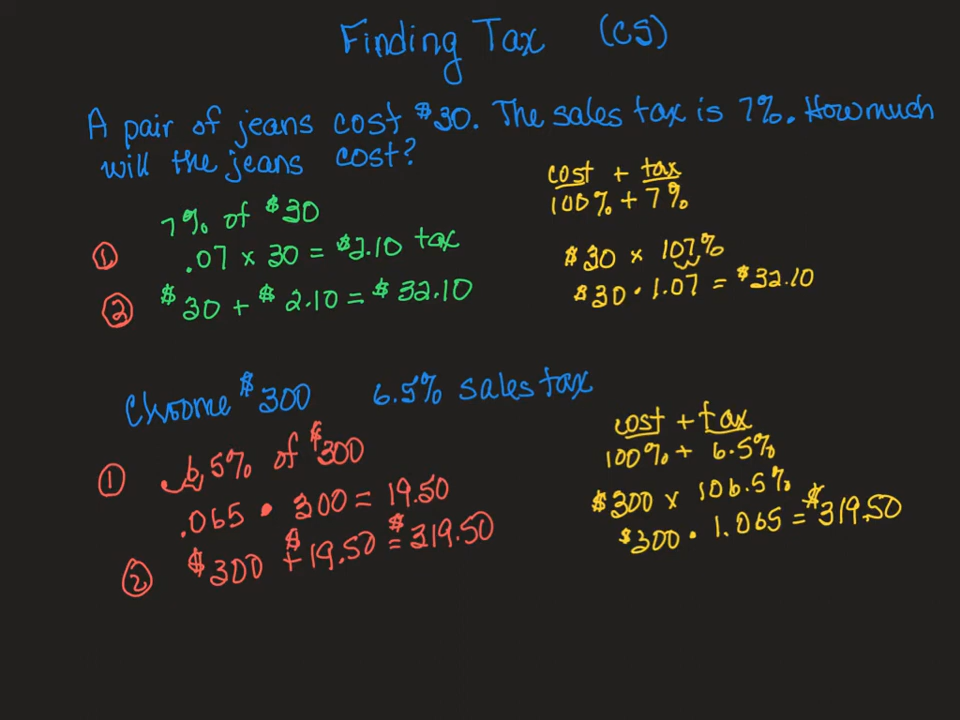 Finding Tax (CS)
A pair of jeans cost $30. The sales tax is 7%. How much
will the jeans cost?
7% of $30
① .07 x 30 = $2.10 tax
② $30 + $2.10 = $32.10
cost + tax
100% + 7%
$30 x 107%
$30 · 1.07 = $32.10
Chrome $300 6.5% sales tax
① 6.5% of $300
.065 • 300 = 19.50
② $300 + $19.50 = $319.50
cost + tax
100% + 6.5%
$300 x 106.5%
$300 · 1.065 = $319.50